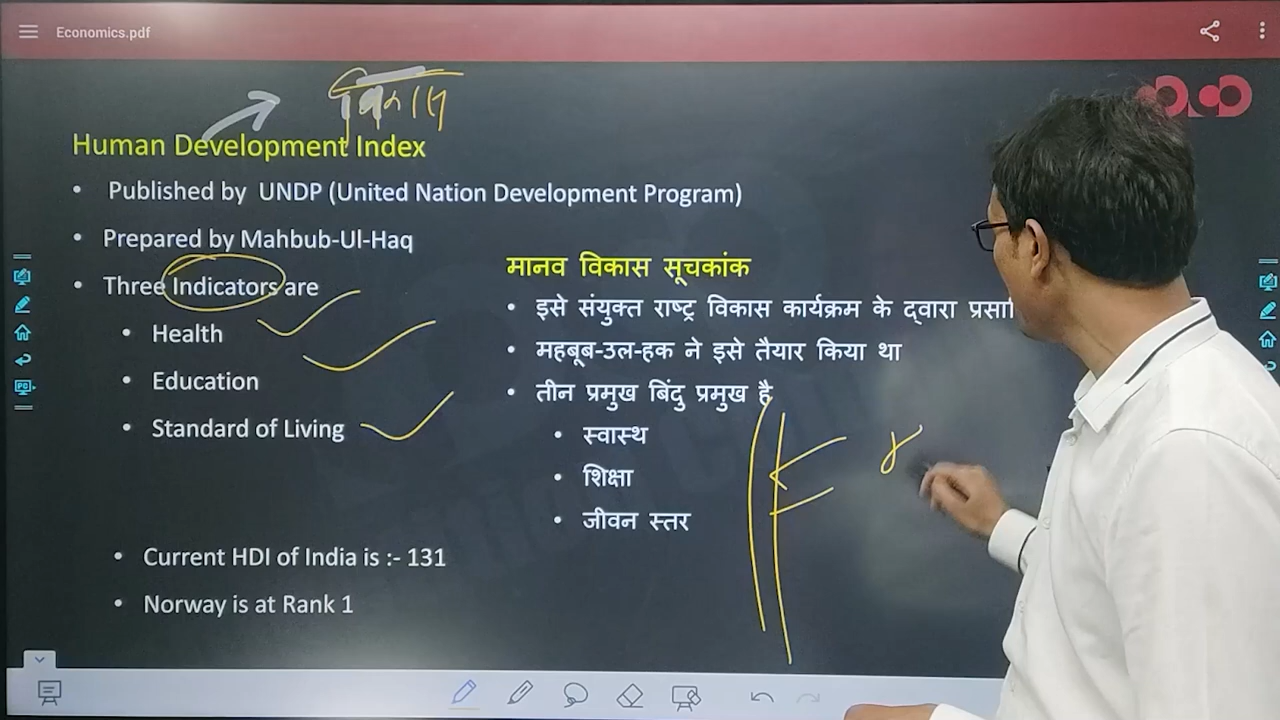 Economics.pdf
विकास
Human Development Index
• Published by UNDP (United Nation Development Program)
• Prepared by Mahbub-Ul-Haq
• Three Indicators are
• Health
• Education
• Standard of Living
• Current HDI of India is :- 131
• Norway is at Rank 1
मानव विकास सूचकांक
• इसे संयुक्त राष्ट्र विकास कार्यक्रम के द्वारा
• महबूब-उल-हक ने इसे तैयार किया था
• तीन प्रमुख बिंदु प्रमुख है
• स्वास्थ
• शिक्षा
• जीवन स्तर